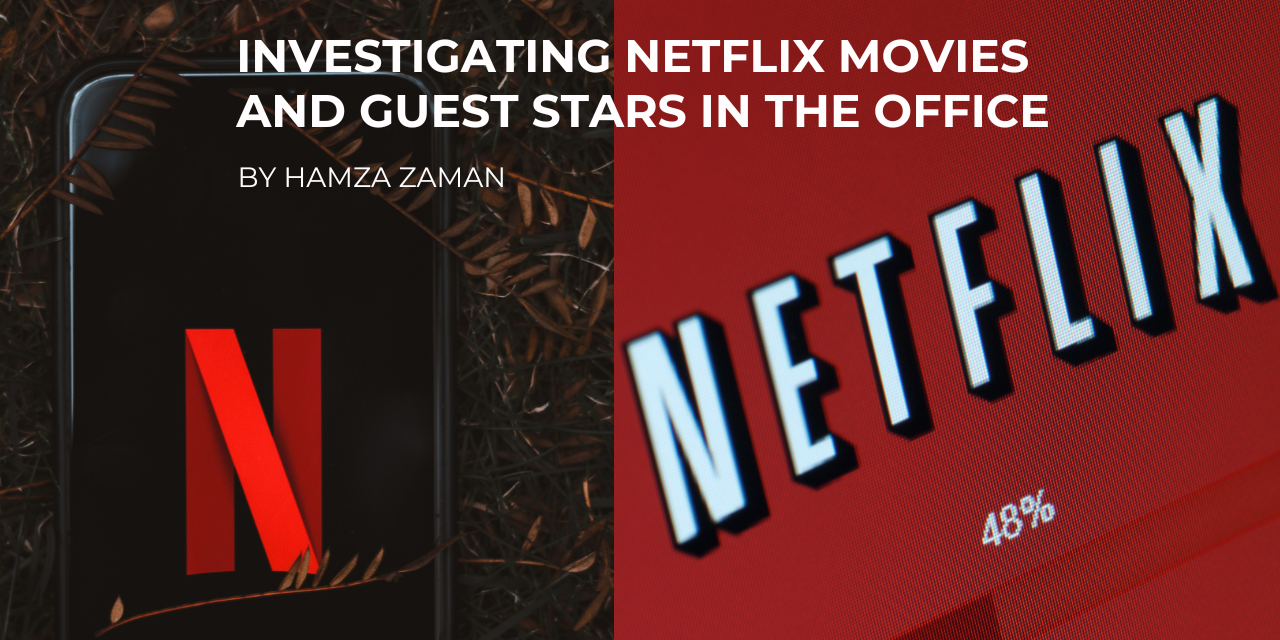 INVESTIGATING NETFLIX MOVIES
AND GUEST STARS IN THE OFFICE
BY HAMZA ZAMAN
N
NETFLIX
48%